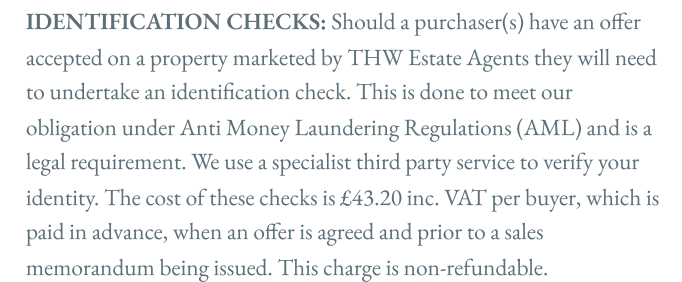 IDENTIFICATION CHECKS: Should a purchaser(s) have an offer
accepted on a property marketed by THW Estate Agents they will need
to undertake an identification check. This is done to meet our
obligation under Anti Money Laundering Regulations (AML) and is a
legal requirement. We use a specialist third party service to verify your
identity. The cost of these checks is £43.20 inc. VAT per buyer, which is
paid in advance, when an offer is agreed and prior to a sales
memorandum being issued. This charge is non-refundable.